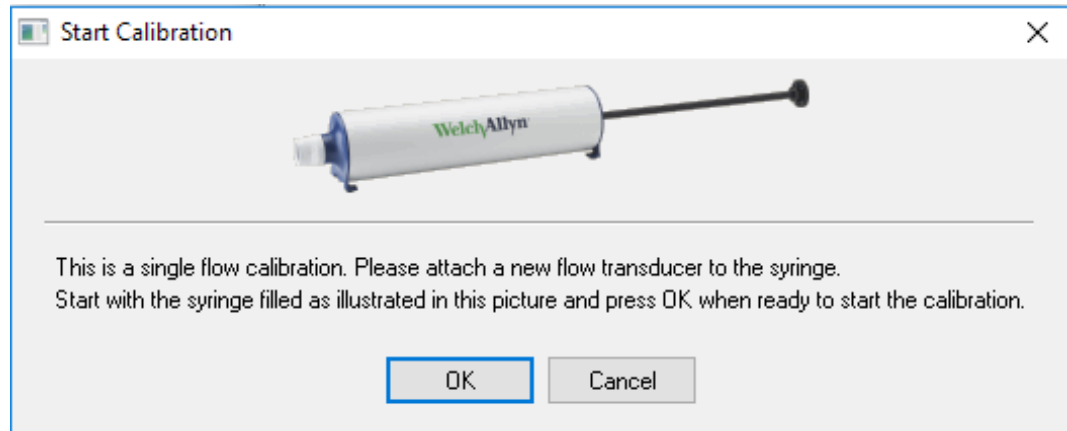 Start Calibration
WelchAllyn
This is a single flow calibration. Please attach a new flow transducer to the syringe.
Start with the syringe filled as illustrated in this picture and press OK when ready to start the calibration.
OK
Cancel